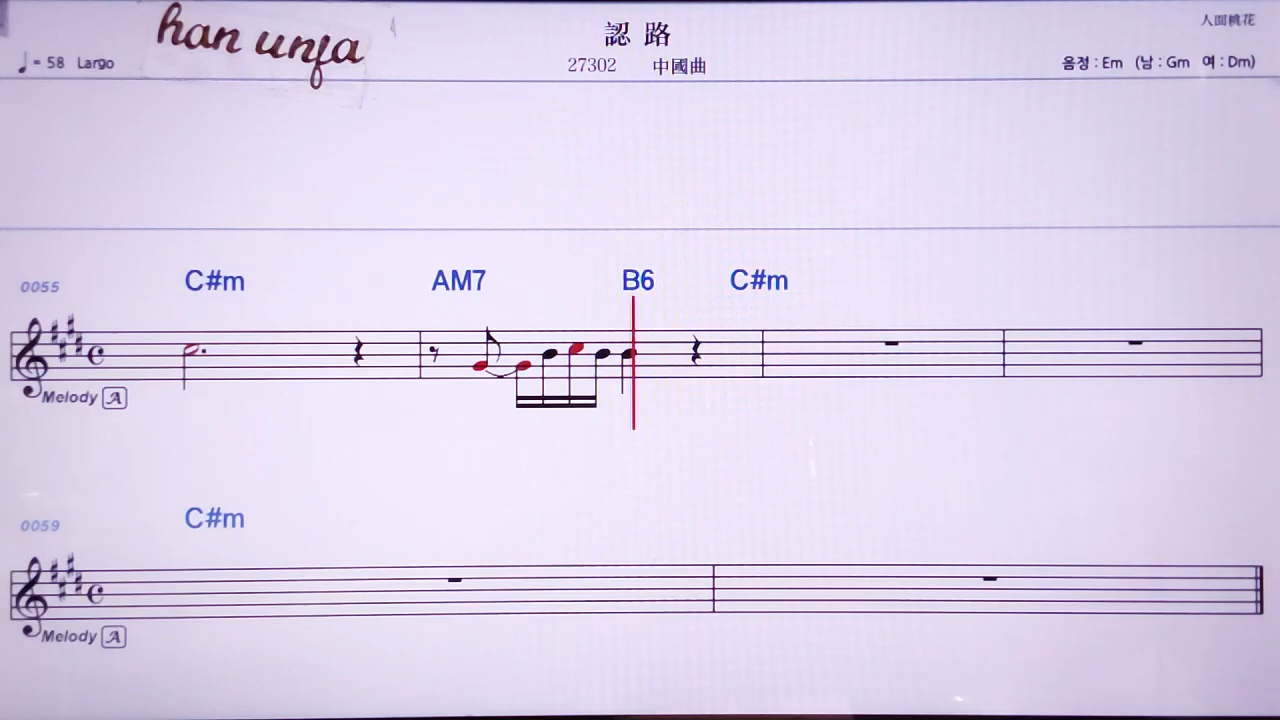 han unfa
認路
人面桃花
♩= 58 Largo
27302 中國曲
음정 : Em (남 : Gm 여 : Dm)
0055 C#m AM7 B6 C#m
Melody A
0059 C#m
Melody A